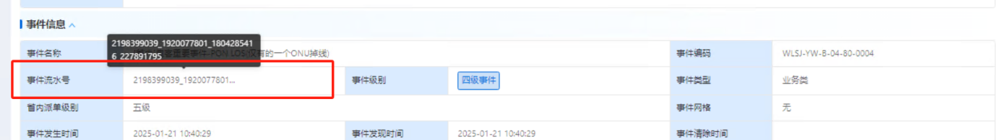 事件信息
2198399039_1920077801_180428541
6_227891795
事件名称 客重要事件-PON LOS(仅有的一个ONU掉线) 事件编码 WLSJ-YW-B-04-80-0004
事件流水号 2198399039_1920077801... 事件级别 四级事件 事件类型 业务类
省内派单级别 五级 事件网格 无
事件发生时间 2025-01-21 10:40:29 事件发现时间 2025-01-21 10:40:29 事件清除时间